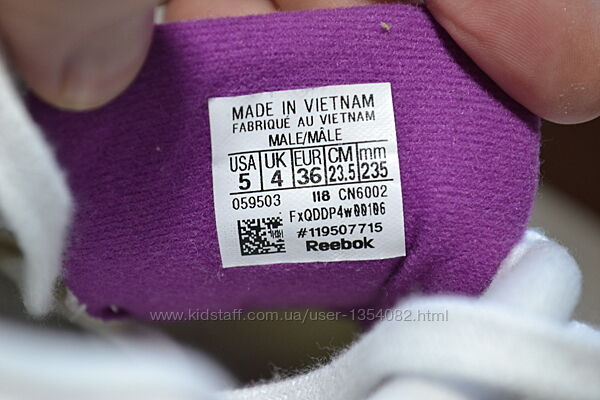 MADE IN VIETNAM
FABRIQUÉ AU VIETNAM
MALE/MÂLE
USA UK EUR CM mm
5 4 36 23.5 235
059503 118 CN6002
FxQDDP4w00106
#119507715
Reebok
www.kidstaff.com.ua/user-1354082.html